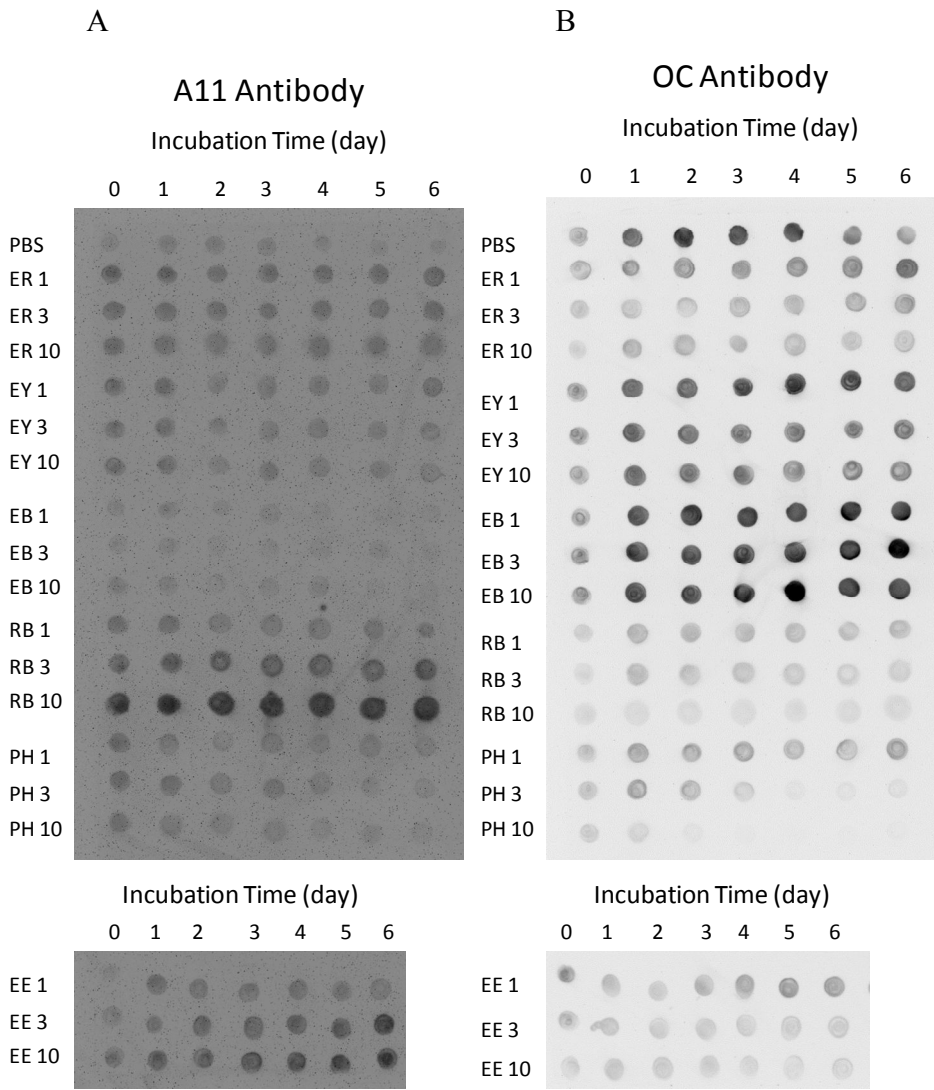 A
A11 Antibody
Incubation Time (day)
0 1 2 3 4 5 6
PBS
ER 1
ER 3
ER 10
EY 1
EY 3
EY 10
EB 1
EB 3
EB 10
RB 1
RB 3
RB 10
PH 1
PH 3
PH 10
Incubation Time (day)
0 1 2 3 4 5 6
EE 1
EE 3
EE 10
B
OC Antibody
Incubation Time (day)
0 1 2 3 4 5 6
PBS
ER 1
ER 3
ER 10
EY 1
EY 3
EY 10
EB 1
EB 3
EB 10
RB 1
RB 3
RB 10
PH 1
PH 3
PH 10
Incubation Time (day)
0 1 2 3 4 5 6
EE 1
EE 3
EE 10